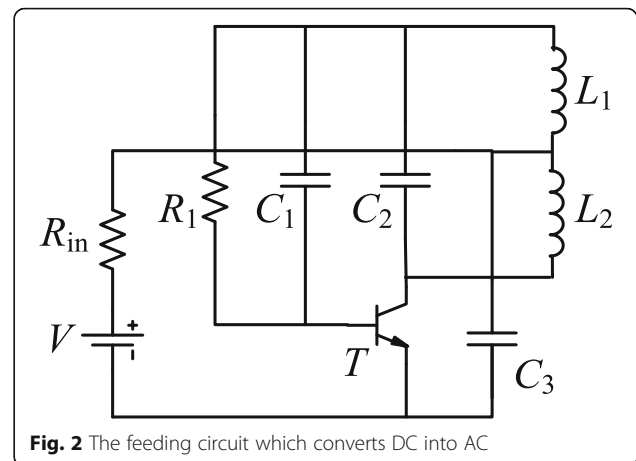 L1
R1
C1
C2
L2
Rin
V
+
-
T
C3
Fig. 2 The feeding circuit which converts DC into AC